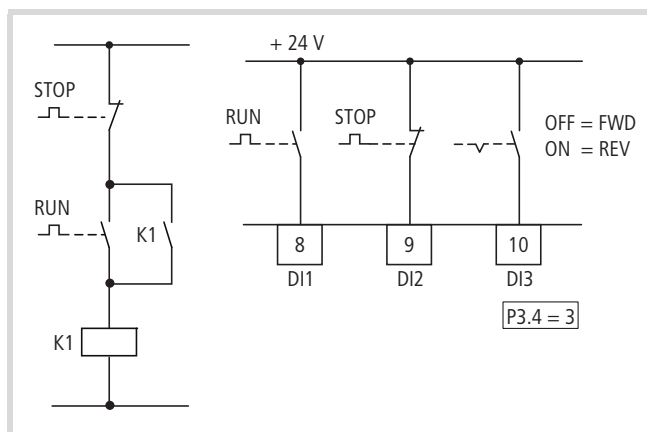 STOP
RUN
K1
K1
+ 24 V
RUN
STOP
OFF = FWD
ON = REV
8
9
10
DI1
DI2
DI3
P3.4 = 3